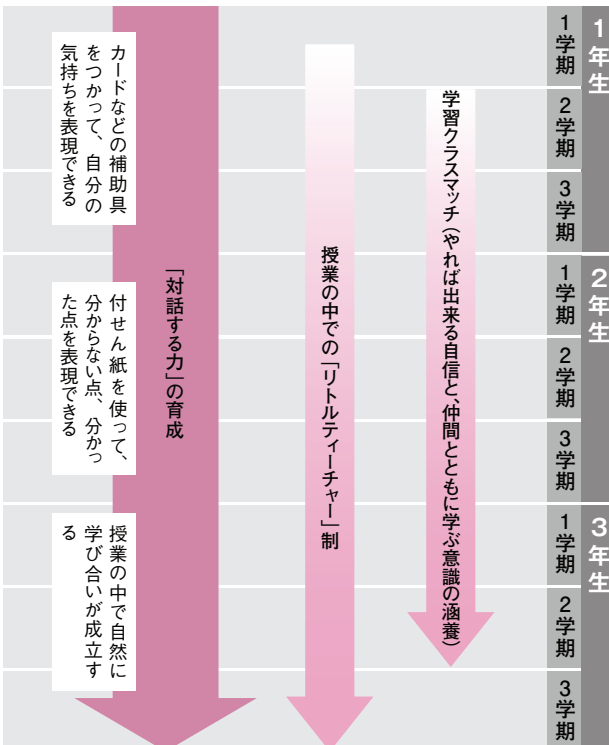 1年生
1学期
2学期
3学期
2年生
1学期
2学期
3学期
3年生
1学期
2学期
3学期
学習クラスマッチ(やれば出来る自信と、仲間とともに学ぶ意識の涵養)
授業の中での「リトルティーチャー」制
「対話する力」の育成
カードなどの補助具
をつかって、自分の
気持ちを表現できる
付せん紙を使って、
分からない点、分かっ
た点を表現できる
授業の中で自然に
学び合いが成立す
る